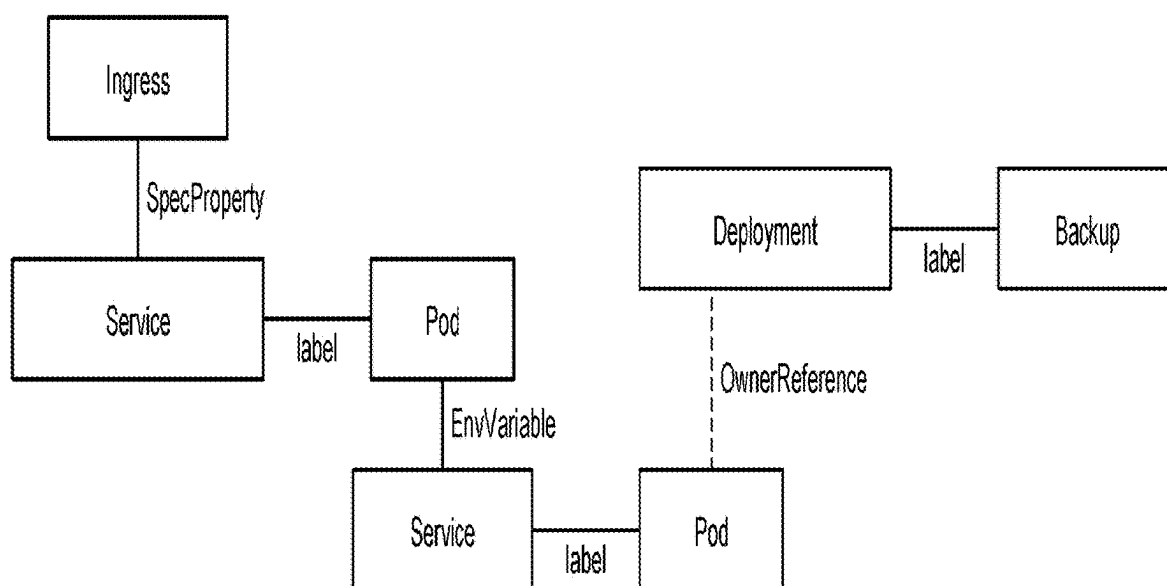 Ingress
SpecProperty
Deployment
label
Backup
Service
label
Pod
OwnerReference
EnvVariable
Service
label
Pod